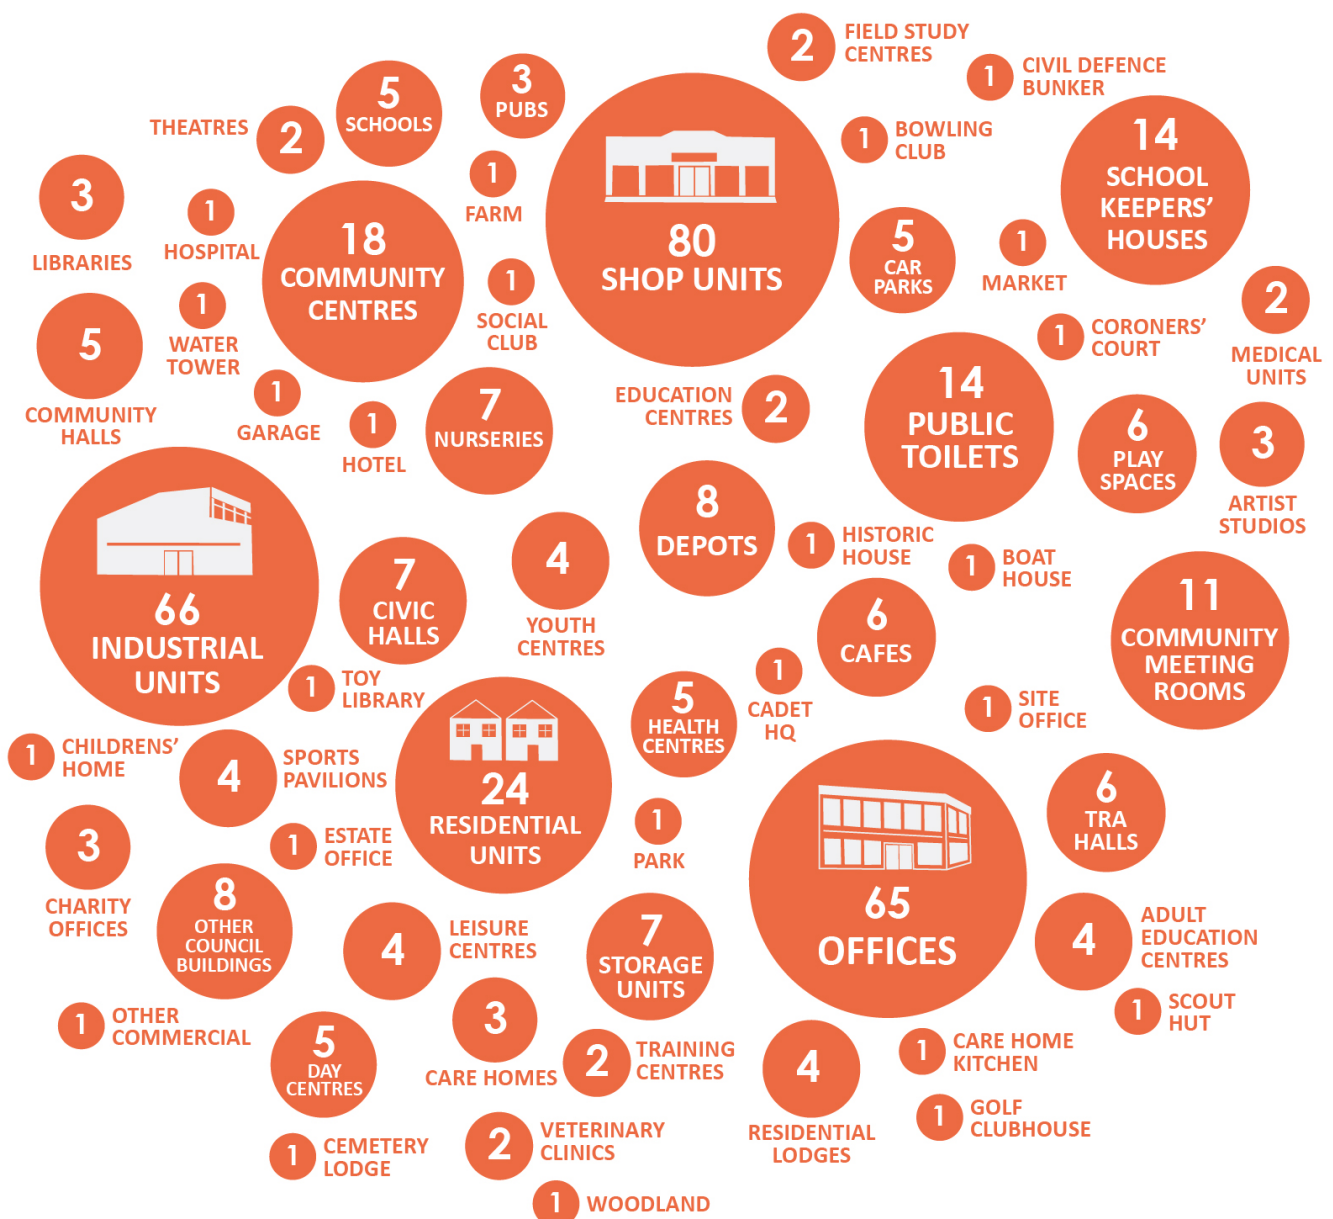 2
FIELD STUDY
CENTRES
1
CIVIL DEFENCE
BUNKER
5
SCHOOLS
3
PUBS
THEATRES
2
1
BOWLING
CLUB
14
SCHOOL
KEEPERS’
HOUSES
3
LIBRARIES
1
HOSPITAL
18
COMMUNITY
CENTRES
1
FARM
80
SHOP UNITS
5
CAR
PARKS
1
MARKET
2
MEDICAL
UNITS
5
COMMUNITY
HALLS
1
WATER
TOWER
1
SOCIAL
CLUB
1
CORONERS’
COURT
1
GARAGE
1
HOTEL
7
NURSERIES
EDUCATION
CENTRES
2
14
PUBLIC
TOILETS
6
PLAY
SPACES
3
ARTIST
STUDIOS
66
INDUSTRIAL
UNITS
7
CIVIC
HALLS
4
YOUTH
CENTRES
8
DEPOTS
1
HISTORIC
HOUSE
1
BOAT
HOUSE
11
COMMUNITY
MEETING
ROOMS
6
CAFES
1
TOY
LIBRARY
5
HEALTH
CENTRES
1
CADET
HQ
1
SITE
OFFICE
1
CHILDRENS’
HOME
4
SPORTS
PAVILIONS
24
RESIDENTIAL
UNITS
1
PARK
65
OFFICES
6
TRA
HALLS
3
CHARITY
OFFICES
1
ESTATE
OFFICE
8
OTHER
COUNCIL
BUILDINGS
4
LEISURE
CENTRES
7
STORAGE
UNITS
4
ADULT
EDUCATION
CENTRES
1
OTHER
COMMERCIAL
5
DAY
CENTRES
3
CARE HOMES
2
TRAINING
CENTRES
4
RESIDENTIAL
LODGES
1
CARE HOME
KITCHEN
1
SCOUT
HUT
1
GOLF
CLUBHOUSE
1
CEMETERY
LODGE
2
VETERINARY
CLINICS
1
WOODLAND